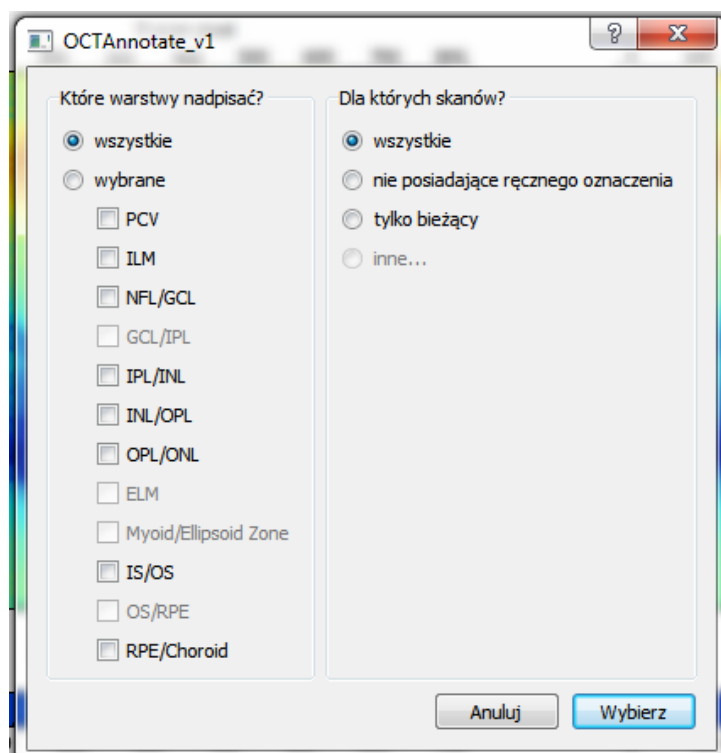 OCTAnnotate_v1
Które warstwy nadpisać?
wszystkie
wybrane
PCV
ILM
NFL/GCL
GCL/IPL
IPL/INL
INL/OPL
OPL/ONL
ELM
Myoid/Ellipsoid Zone
IS/OS
OS/RPE
RPE/Choroid
Dla których skanów?
wszystkie
nie posiadające ręcznego oznaczenia
tylko bieżący
inne...
Anuluj
Wybierz